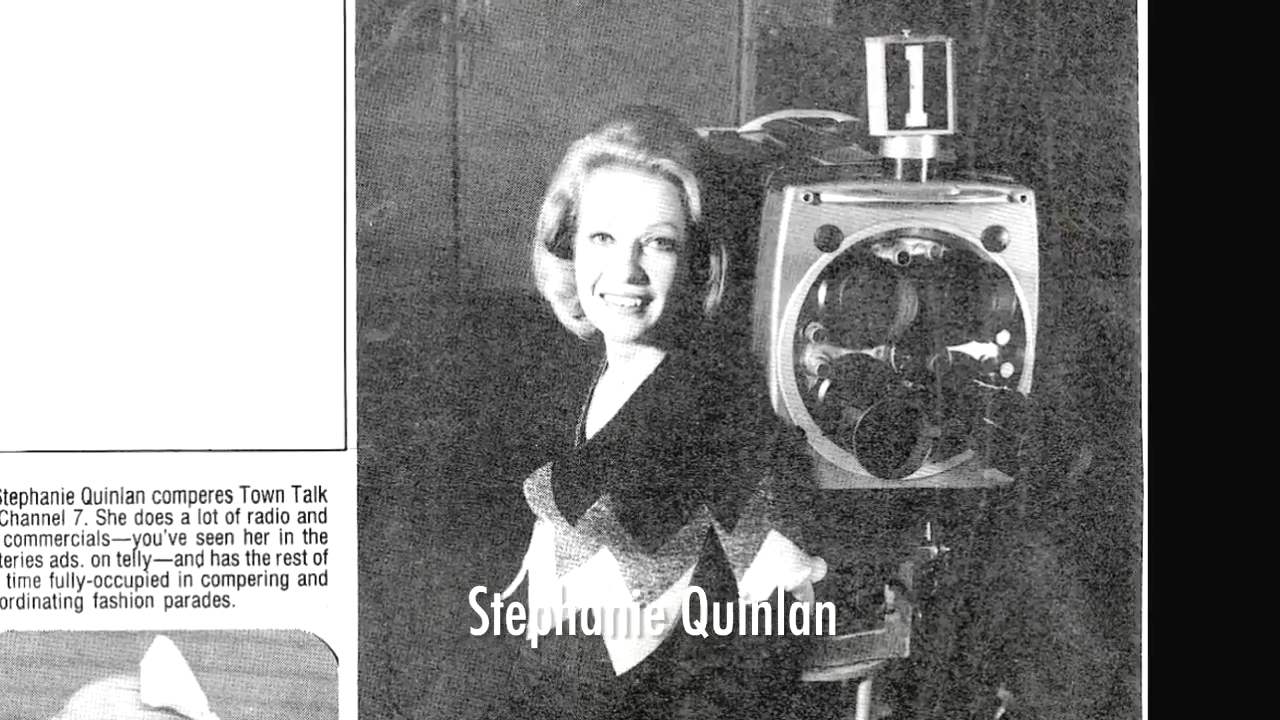 Stephanie Quinlan comperes Town Talk
Channel 7. She does a lot of radio and
commercials—you've seen her in the
teries ads. on telly—and has the rest of
time fully-occupied in compering and
ordinating fashion parades.
1
Stephanie Quinlan